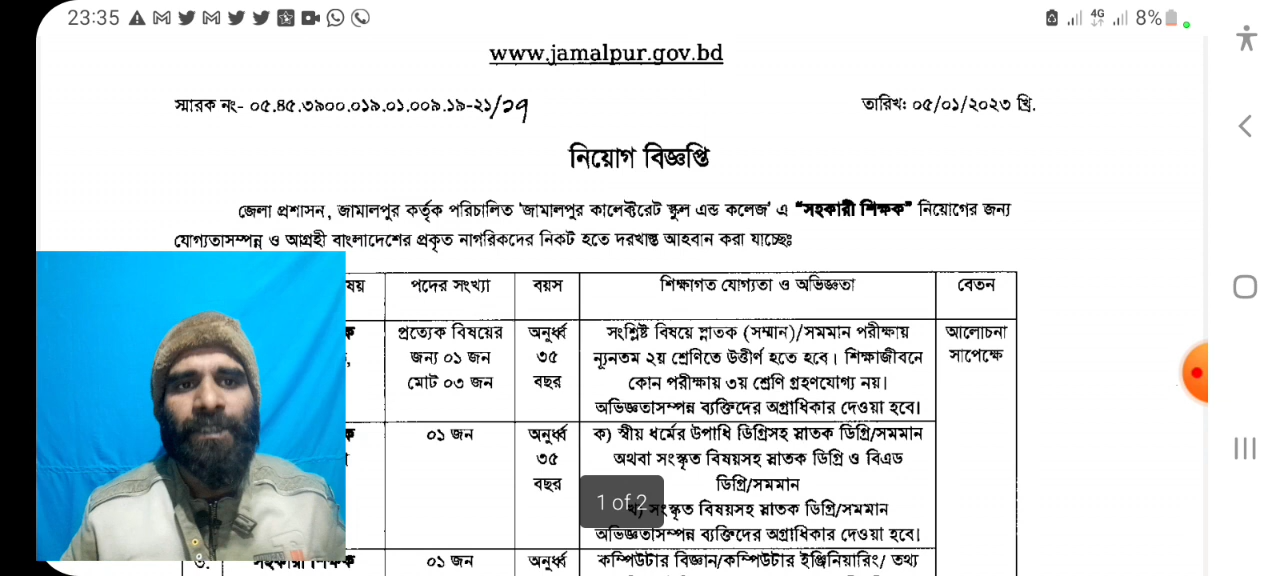 23:35 4G 8%
www.jamalpur.gov.bd
স্মারক নং- ০৫.৪৫.৩৯০০.০১৯.০১.০০৯.১৯-২১/২৭ তারিখ: ০৫/০১/২০২৩ খ্রি.
নিয়োগ বিজ্ঞপ্তি
জেলা প্রশাসন, জামালপুর কর্তৃক পরিচালিত 'জামালপুর কালেক্টরেট স্কুল এন্ড কলেজ' এ "সহকারী শিক্ষক" নিয়োগের জন্য
যোগ্যতাসম্পন্ন ও আগ্রহী বাংলাদেশের প্রকৃত নাগরিকদের নিকট হতে দরখাস্ত আহবান করা যাচ্ছেঃ
পদের সংখ্যা বয়স শিক্ষাগত যোগ্যতা ও অভিজ্ঞতা বেতন
প্রত্যেক বিষয়ের অনুর্ধ্ব সংশ্লিষ্ট বিষয়ে স্নাতক (সম্মান)/সমমান পরীক্ষায় আলোচনা
জন্য ০১ জন ৩৫ ন্যূনতম ২য় শ্রেণিতে উত্তীর্ণ হতে হবে। শিক্ষাজীবনে সাপেক্ষে
মোট ০৩ জন বছর কোন পরীক্ষায় ৩য় শ্রেণি গ্রহণযোগ্য নয়।
অভিজ্ঞতাসম্পন্ন ব্যক্তিদের অগ্রাধিকার দেওয়া হবে।
০১ জন অনুর্ধ্ব ক) স্বীয় ধর্মের উপাধি ডিগ্রিসহ স্নাতক ডিগ্রি/সমমান
৩৫ অথবা সংস্কৃত বিষয়সহ স্নাতক ডিগ্রি ও বিএড
বছর ডিগ্রি/সমমান
1 of 2
সংস্কৃত বিষয়সহ স্নাতক ডিগ্রি/সমমান
অভিজ্ঞতাসম্পন্ন ব্যক্তিদের অগ্রাধিকার দেওয়া হবে।
৩. সহকারী শিক্ষক ০১ জন অনুর্ধ্ব কম্পিউটার বিজ্ঞান/কম্পিউটার ইঞ্জিনিয়ারিং/ তথ্য